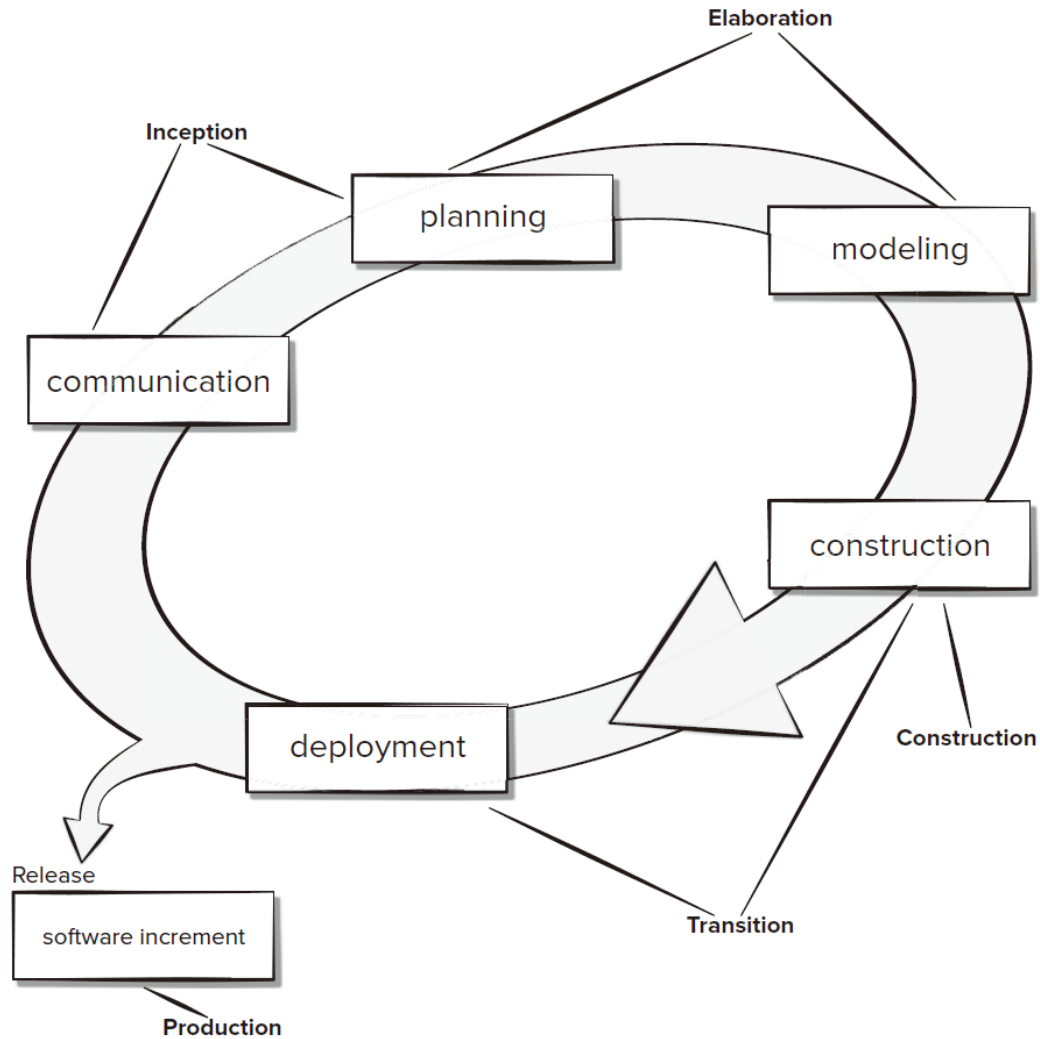 Elaboration
Inception
planning
modeling
communication
construction
Construction
deployment
Release
software increment
Transition
Production